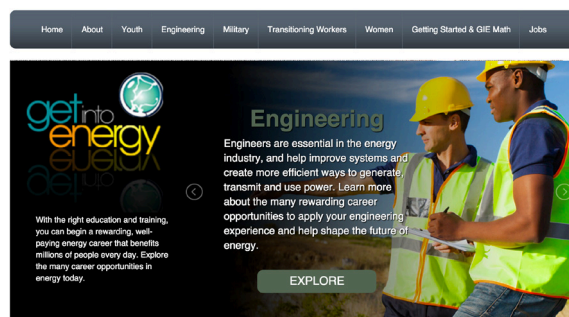 Home About Youth Engineering Military Transitioning Workers Women Getting Started & GIE Math Jobs
get into
energy
With the right education and training,
you can begin a rewarding, well-
paying energy career that benefits
millions of people every day. Explore
the many career opportunities in
energy today.
Engineering
Engineers are essential in the energy
industry, and help improve systems and
create more efficient ways to generate,
transmit and use power. Learn more
about the many rewarding career
opportunities to apply your engineering
experience and help shape the future of
energy.
EXPLORE